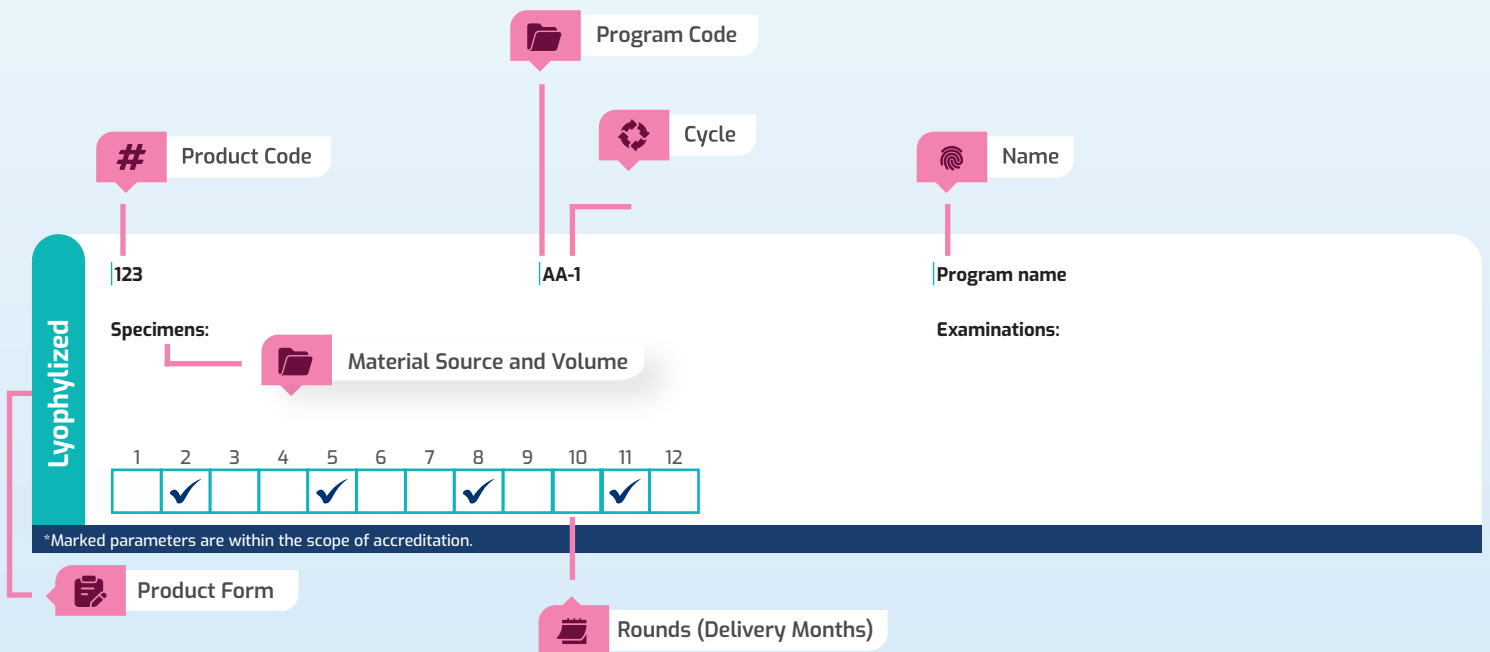 Program Code
Cycle
# Product Code
Name
123
AA-1
Program name
Specimens:
Examinations:
Material Source and Volume
Lyophylized
1 2 3 4 5 6 7 8 9 10 11 12
*Marked parameters are within the scope of accreditation.
Product Form
Rounds (Delivery Months)